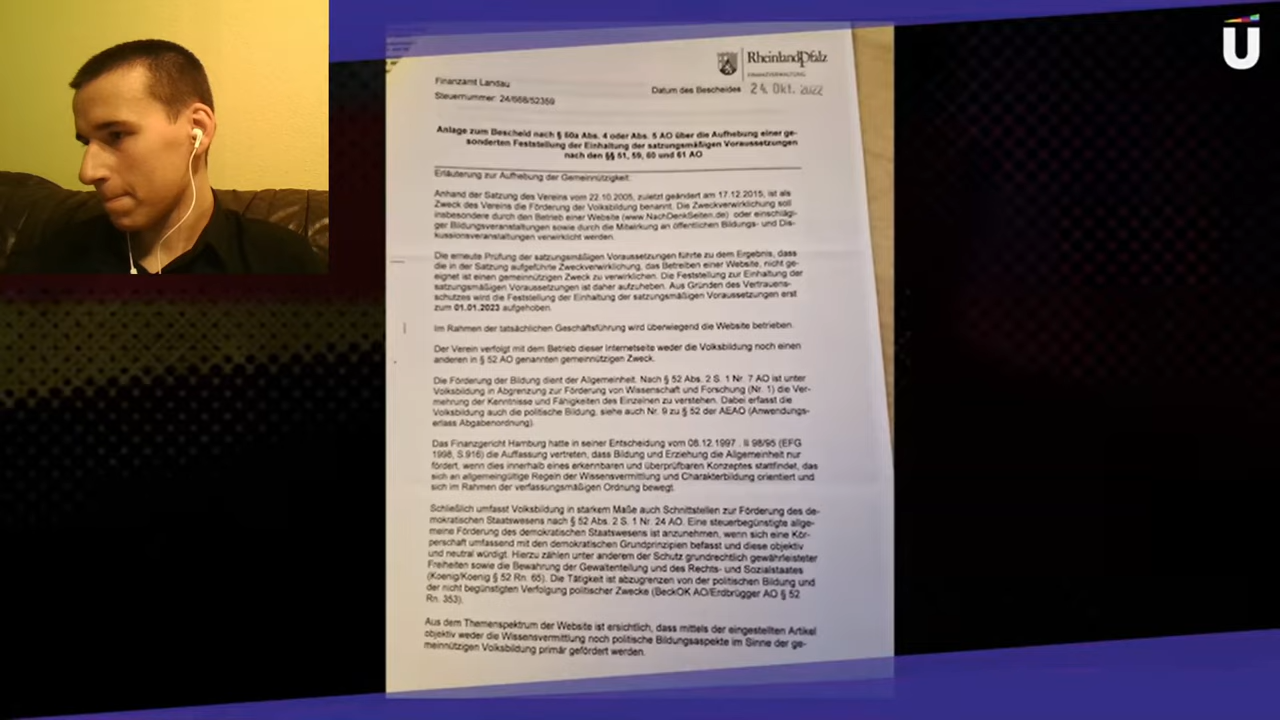 Ü
RheinlandPfalz
FINANZVERWALTUNG
Finanzamt Landau
Datum des Bescheides 24. Okt. 2022
Steuernummer: 24/668/52359
Anlage zum Bescheid nach § 60a Abs. 4 oder Abs. 5 AO über die Aufhebung einer ge-
sonderten Feststellung der Einhaltung der satzungsmäßigen Voraussetzungen
nach den §§ 51, 59, 60 und 61 AO
Erläuterung zur Aufhebung der Gemeinnützigkeit:
Anhand der Satzung des Vereins vom 22.10.2005, zuletzt geändert am 17.12.2015, ist als
Zweck des Vereins die Förderung der Volksbildung benannt. Die Zweckverwirklichung soll
insbesondere durch den Betrieb einer Website (www.NachDenkSeiten.de) oder einschlägi-
ger Bildungsveranstaltungen sowie durch die Mitwirkung an öffentlichen Bildungs- und Dis-
kussionsveranstaltungen verwirklicht werden.
Die erneute Prüfung der satzungsmäßigen Voraussetzungen führte zu dem Ergebnis, dass
die in der Satzung aufgeführte Zweckverwirklichung, das Betreiben einer Website, nicht ge-
eignet ist einen gemeinnützigen Zweck zu verwirklichen. Die Feststellung zur Einhaltung der
satzungsmäßigen Voraussetzungen ist daher aufzuheben. Aus Gründen des Vertrauens-
schutzes wird die Feststellung der Einhaltung der satzungsmäßigen Voraussetzungen erst
zum 01.01.2023 aufgehoben.
Im Rahmen der tatsächlichen Geschäftsführung wird überwiegend die Website betrieben.
Der Verein verfolgt mit dem Betrieb dieser Internetseite weder die Volksbildung noch einen
anderen in § 52 AO genannten gemeinnützigen Zweck.
Die Förderung der Bildung dient der Allgemeinheit. Nach § 52 Abs. 2 S. 1 Nr. 7 AO ist unter
Volksbildung in Abgrenzung zur Förderung von Wissenschaft und Forschung (Nr. 1) die Ver-
mehrung der Kenntnisse und Fähigkeiten des Einzelnen zu verstehen. Dabei erfasst die
Volksbildung auch die politische Bildung, siehe auch Nr. 9 zu § 52 der AEAO (Anwendungs-
erlass Abgabenordnung).
Das Finanzgericht Hamburg hatte in seiner Entscheidung vom 08.12.1997 . II 98/95 (EFG
1998, S.916) die Auffassung vertreten, dass Bildung und Erziehung die Allgemeinheit nur
fördert, wenn dies innerhalb eines erkennbaren und überprüfbaren Konzeptes stattfindet, das
sich an allgemeingültige Regeln der Wissensvermittlung und Charakterbildung orientiert und
sich im Rahmen der verfassungsmäßigen Ordnung bewegt.
Schließlich umfasst Volksbildung in starkem Maße auch Schnittstellen zur Förderung des de-
mokratischen Staatswesens nach § 52 Abs. 2 S. 1 Nr. 24 AO. Eine steuerbegünstigte allge-
meine Förderung des demokratischen Staatswesens ist anzunehmen, wenn sich eine Kör-
perschaft umfassend mit den demokratischen Grundprinzipien befasst und diese objektiv
und neutral würdigt. Hierzu zählen unter anderem der Schutz grundrechtlich gewährleisteter
Freiheiten sowie die Bewahrung der Gewaltenteilung und des Rechts- und Sozialstaates
(Koenig/Koenig § 52 Rn. 65). Die Tätigkeit ist abzugrenzen von der politischen Bildung und
der nicht begünstigten Verfolgung politischer Zwecke (BeckOK AO/Erdbrügger AO § 52
Rn. 353).
Aus dem Themenspektrum der Website ist ersichtlich, dass mittels der eingestellten Artikel
objektiv weder die Wissensvermittlung noch politische Bildungsaspekte im Sinne der ge-
meinnützigen Volksbildung primär gefördert werden.